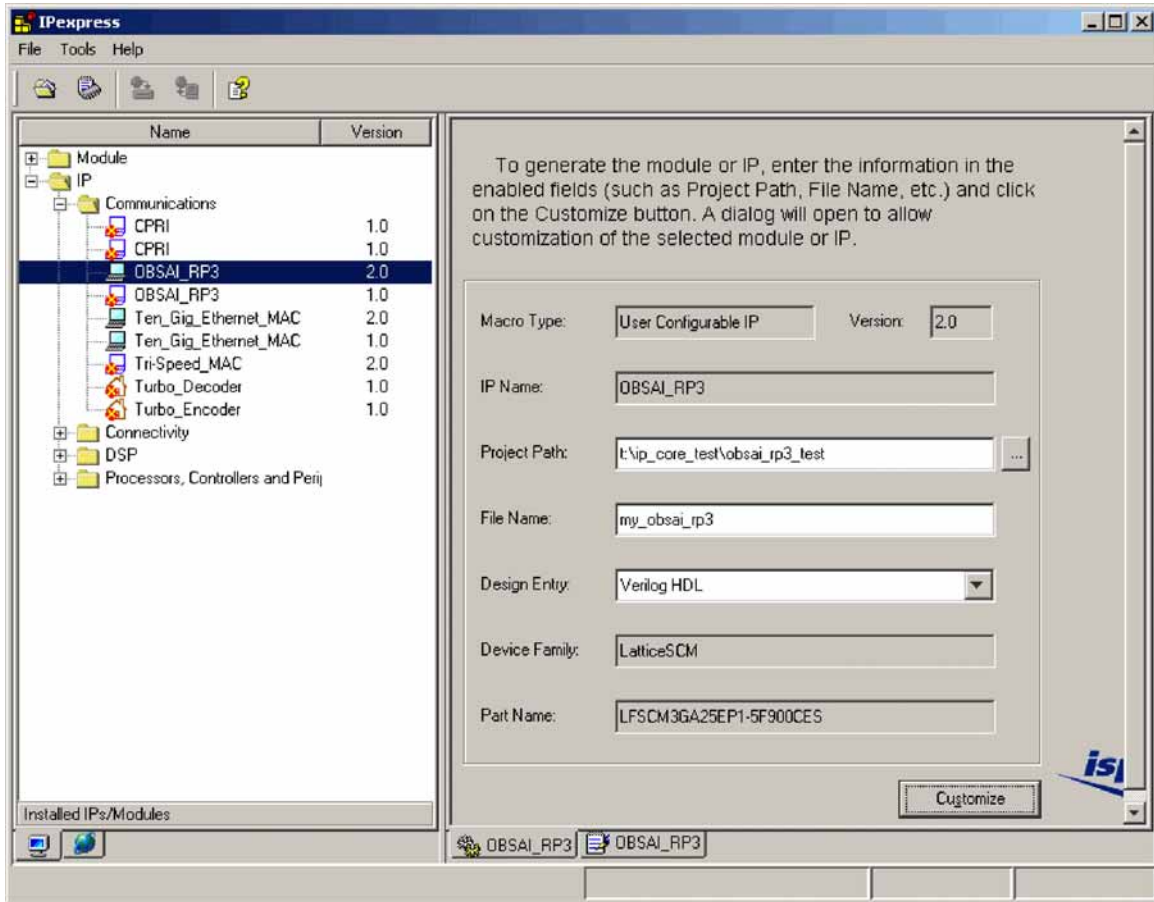 IPexpress
File Tools Help
Name Version
Module
IP
Communications
CPRI 1.0
CPRI 1.0
OBSAI_RP3 2.0
OBSAI_RP3 1.0
Ten_Gig_Ethernet_MAC 2.0
Ten_Gig_Ethernet_MAC 1.0
Tri-Speed_MAC 2.0
Turbo_Decoder 1.0
Turbo_Encoder 1.0
Connectivity
DSP
Processors, Controllers and Perip
Installed IPs/Modules
To generate the module or IP, enter the information in the
enabled fields (such as Project Path, File Name, etc.) and click
on the Customize button. A dialog will open to allow
customization of the selected module or IP.
Macro Type: User Configurable IP Version: 2.0
IP Name: OBSAI_RP3
Project Path: t:\ip_core_test\obsai_rp3_test ...
File Name: my_obsai_rp3
Design Entry: Verilog HDL
Device Family: LatticeSCM
Part Name: LFSCM3GA25EP1-5F900CES
isp
Customize
OBSAI_RP3 OBSAI_RP3